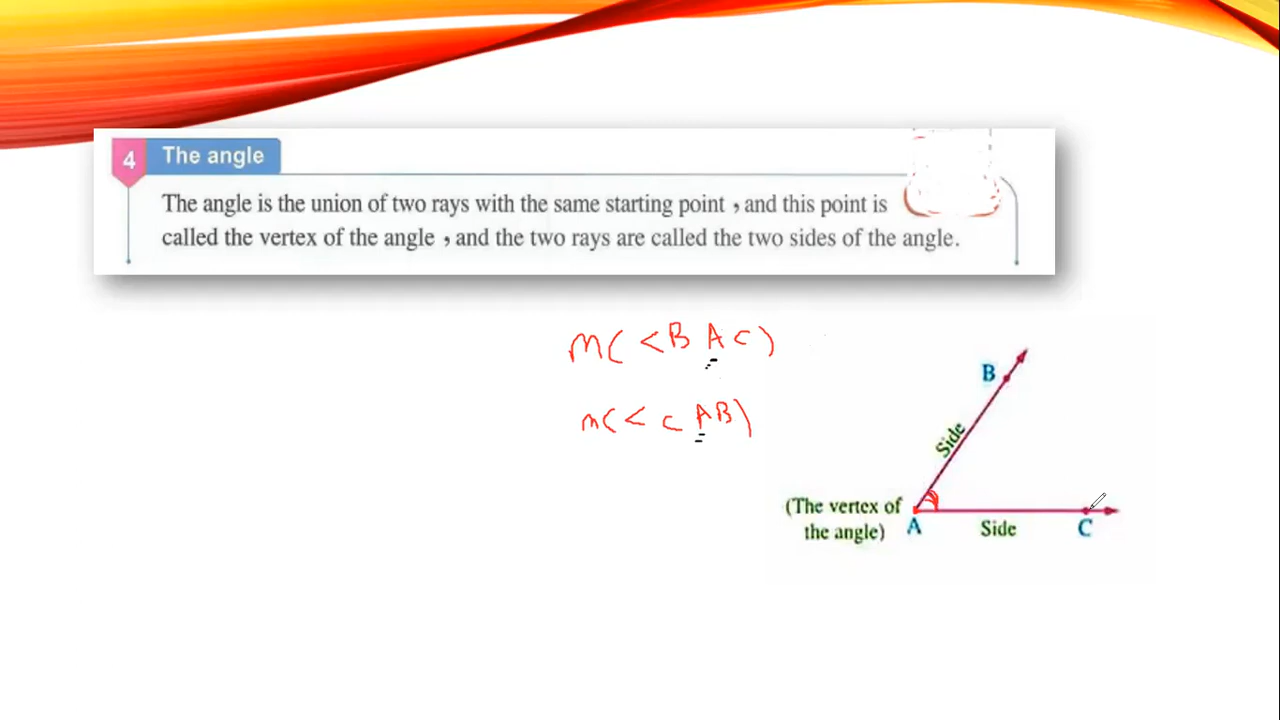 4 The angle
The angle is the union of two rays with the same starting point , and this point is
called the vertex of the angle , and the two rays are called the two sides of the angle.
m(<BAC)
m(<CAB)
B
Side
(The vertex of
the angle)
A
Side
C